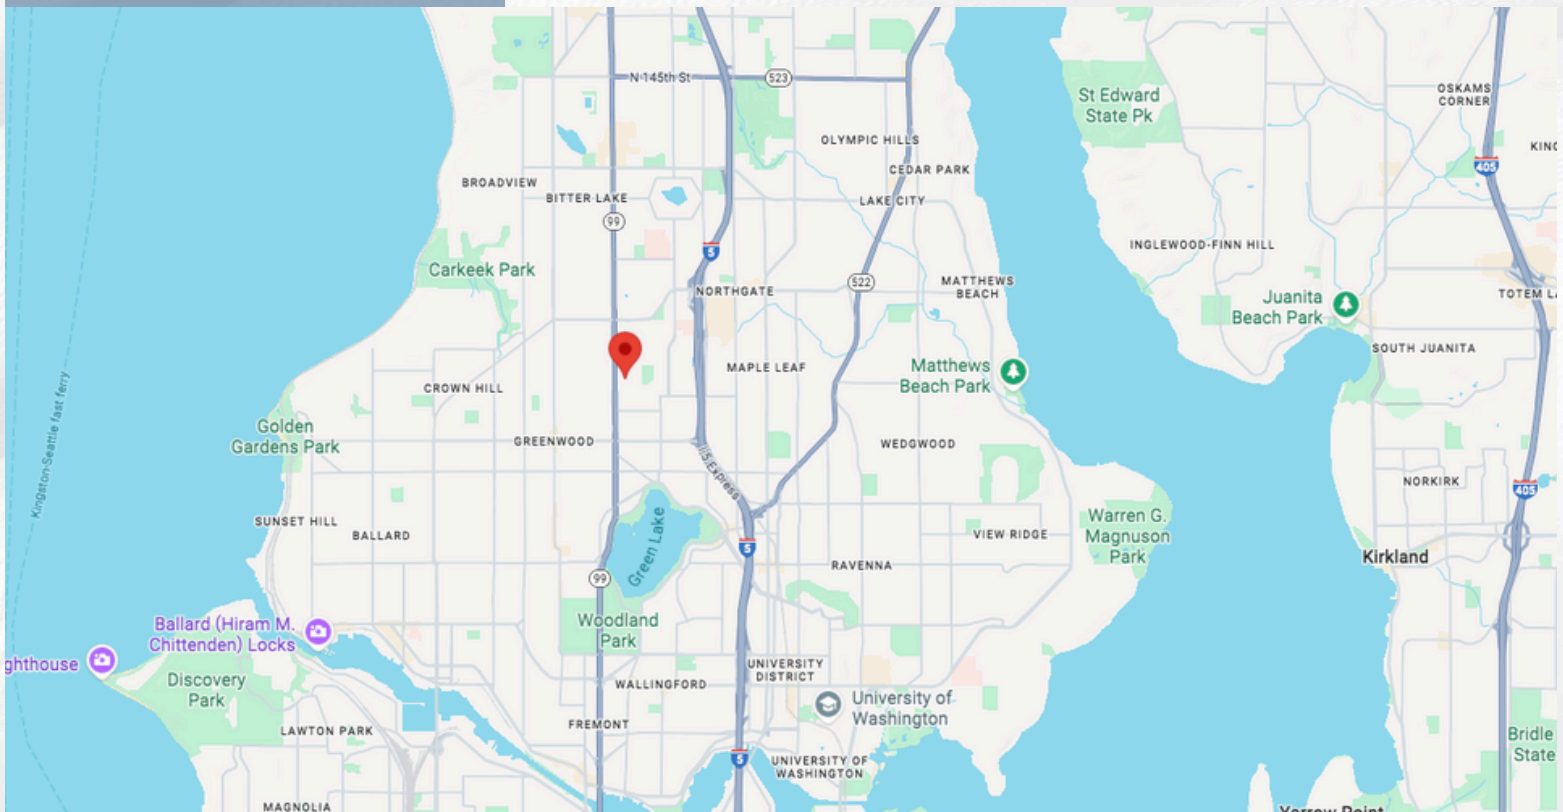 N 145th St
523
St Edward
State Pk
OSKAMS
CORNER
OLYMPIC HILLS
405
CEDAR PARK
BROADVIEW
BITTER LAKE
LAKE CITY
99
5
INGLEWOOD-FINN HILL
Carkeek Park
NORTHGATE
522
MATTHEWS
BEACH
Juanita
Beach Park
TOTEM
SOUTH JUANITA
MAPLE LEAF
Matthews
Beach Park
CROWN HILL
Golden
Gardens Park
GREENWOOD
WEDGWOOD
Kingston-Seattle fast ferry
I-5 Express
NORKIRK
405
SUNSET HILL
BALLARD
Green Lake
VIEW RIDGE
Warren G.
Magnuson
Park
5
Kirkland
RAVENNA
99
Ballard (Hiram M.
Chittenden) Locks
Woodland
Park
ghthouse
Discovery
Park
UNIVERSITY
DISTRICT
WALLINGFORD
University of
Washington
LAWTON PARK
FREMONT
Bridle
State
5
UNIVERSITY OF
WASHINGTON
MAGNOLIA
Yarrow Point